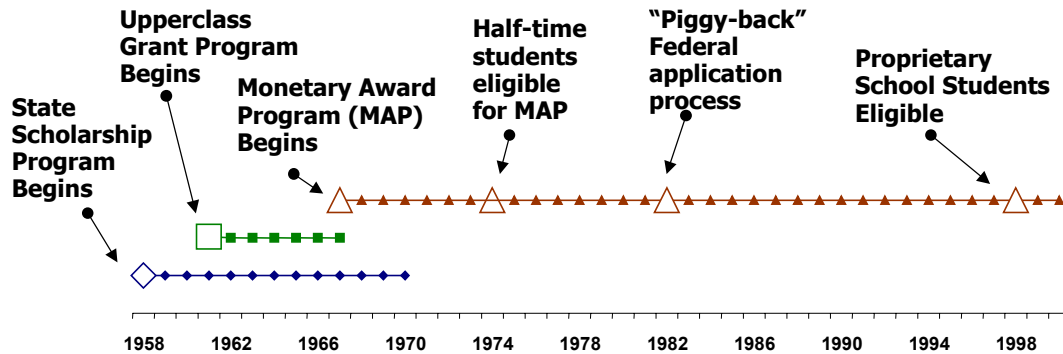 State
Scholarship
Program
Begins
Upperclass
Grant Program
Begins
Monetary Award
Program (MAP)
Begins
Half-time
students
eligible
for MAP
“Piggy-back”
Federal
application
process
Proprietary
School Students
Eligible
1958 1962 1966 1970 1974 1978 1982 1986 1990 1994 1998